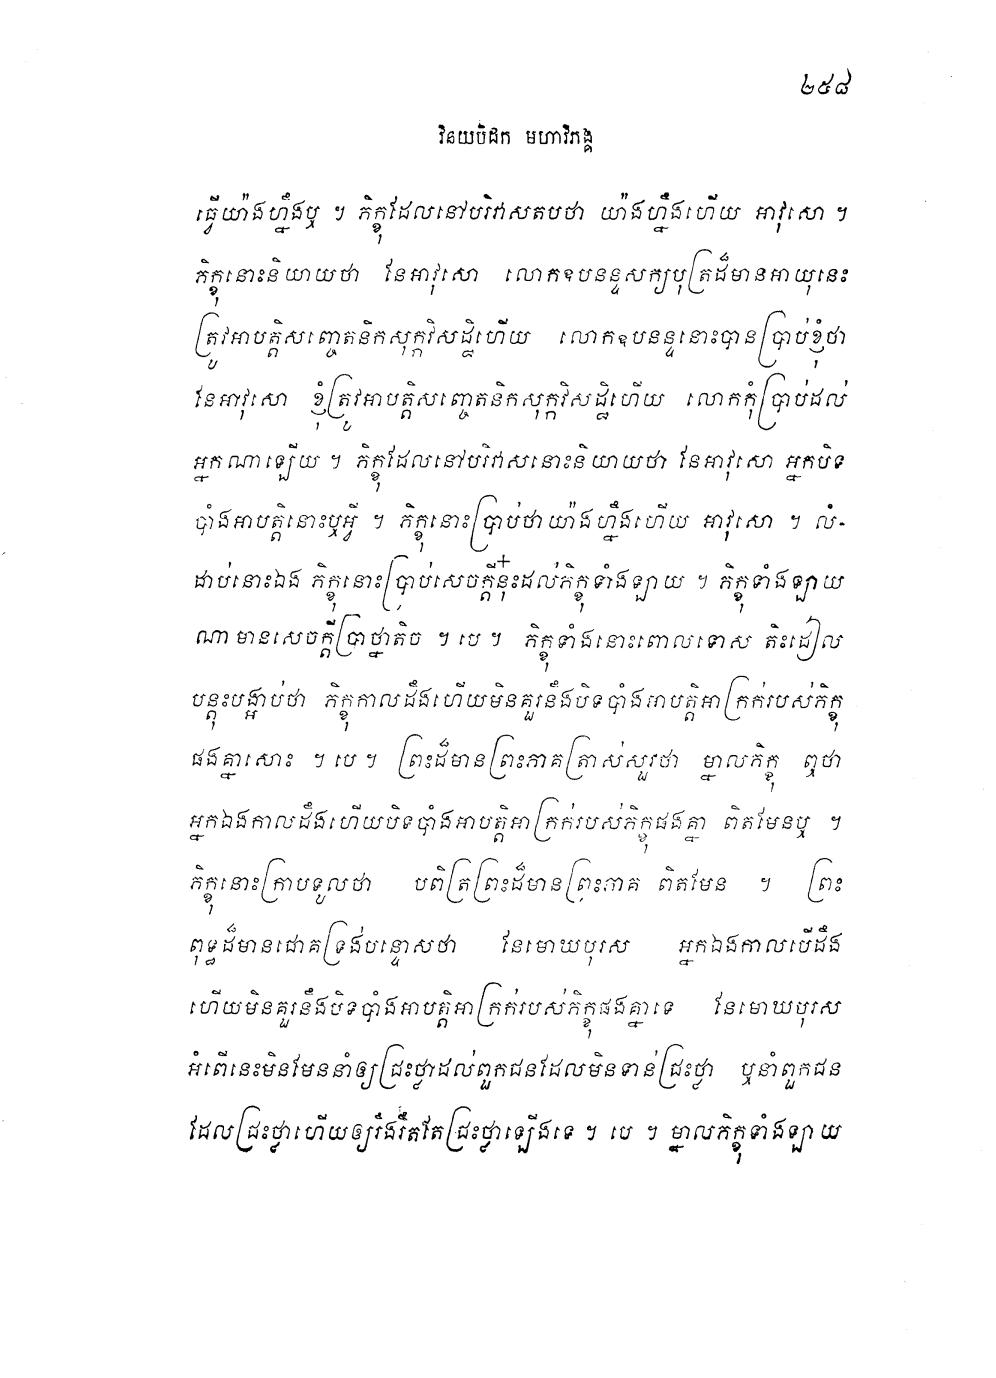 ២៥៨
វិនយបិដក មហាវិភង្គ
ធ្វើយ៉ាងហ្នឹងឬ ។ ភិក្ខុដែលនៅបរិវាសតបថា យ៉ាងហ្នឹងហើយ អាវុសោ ។
ភិក្ខុនោះនិយាយថា នែអាវុសោ លោកឧបនន្ទសក្យបុត្រដ៏មានអាយុនេះ
ត្រូវអាបត្តិសញ្ចេតនិកសុក្កវិសដ្ឋិហើយ លោកឧបនន្ទនោះបានប្រាប់ខ្ញុំថា
នែអាវុសោ ខ្ញុំត្រូវអាបត្តិសញ្ចេតនិកសុក្កវិសដ្ឋិហើយ លោកកុំប្រាប់ដល់
អ្នកណាឡើយ ។ ភិក្ខុដែលនៅបរិវាសនោះនិយាយថា នែអាវុសោ អ្នកបិទ
បាំងអាបត្តិនោះឬអ្វី ។ ភិក្ខុនោះប្រាប់ថាយ៉ាងហ្នឹងហើយ អាវុសោ ។ លំ-
ដាប់នោះឯង ភិក្ខុនោះប្រាប់សេចក្តីនុ៎ះដល់ភិក្ខុទាំងឡាយ ។ ភិក្ខុទាំងឡាយ
ណាមានសេចក្តីប្រាថ្នាតិច ។ បេ ។ ភិក្ខុទាំងនោះពោលទោស តិះដៀល
បន្តុះបង្អាប់ថា ភិក្ខុកាលដឹងហើយមិនគួរនឹងបិទបាំងអាបត្តិអាក្រក់របស់ភិក្ខុ
ផងគ្នាសោះ ។ បេ ។ ព្រះដ៏មានព្រះភាគត្រាស់សួរថា ម្នាលភិក្ខុ ឮថា
អ្នកឯងកាលដឹងហើយបិទបាំងអាបត្តិអាក្រក់របស់ភិក្ខុផងគ្នា ពិតមែនឬ ។
ភិក្ខុនោះក្រាបទូលថា បពិត្រព្រះដ៏មានព្រះភាគ ពិតមែន ។ ព្រះ
ពុទ្ធដ៏មានជោគទ្រង់បន្ទោសថា នែមោឃបុរស អ្នកឯងកាលបើដឹង
ហើយមិនគួរនឹងបិទបាំងអាបត្តិអាក្រក់របស់ភិក្ខុផងគ្នាទេ នែមោឃបុរស
អំពើនេះមិនមែននាំឲ្យជ្រះថ្លាដល់ពួកជនដែលមិនទាន់ជ្រះថ្លា ឬនាំពួកជន
ដែលជ្រះថ្លាហើយឲ្យរឹងរឹតតែជ្រះថ្លាឡើងទេ ។ បេ ។ ម្នាលភិក្ខុទាំងឡាយ